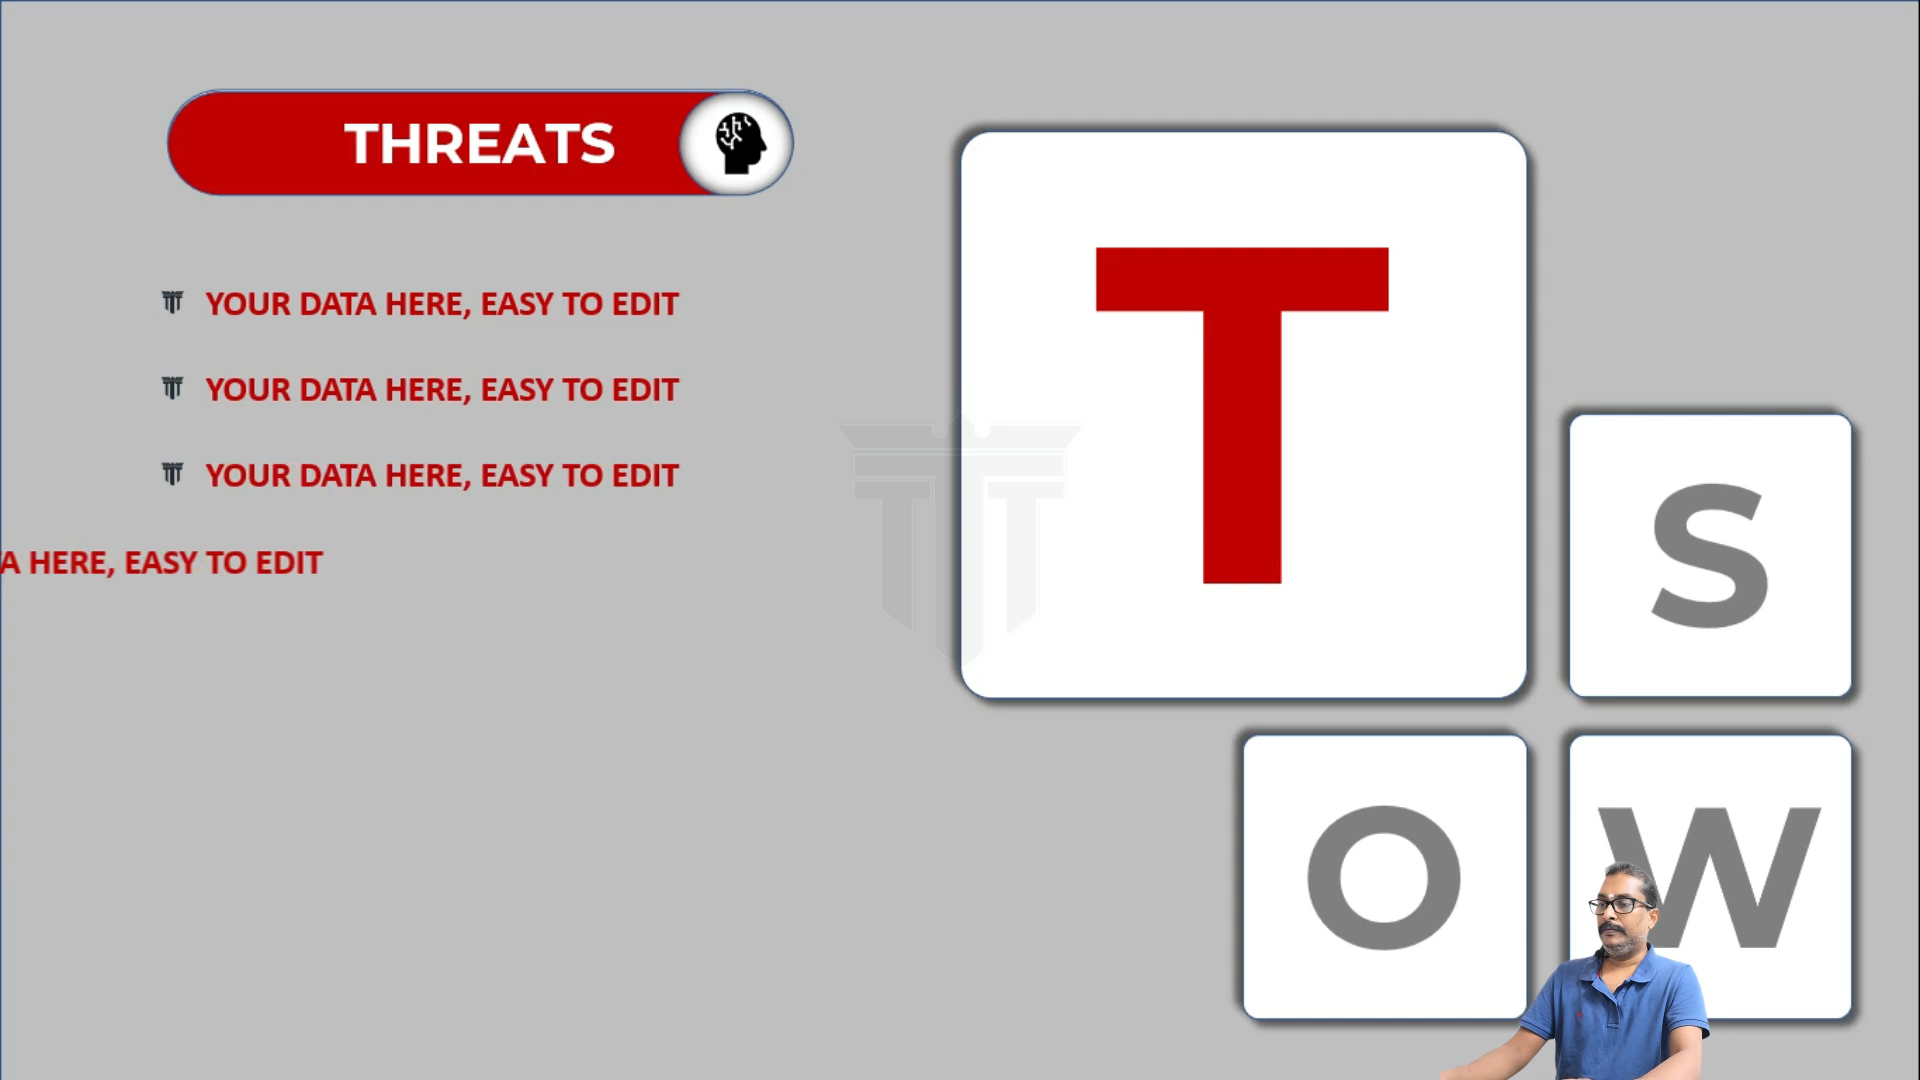 THREATS
YOUR DATA HERE, EASY TO EDIT
YOUR DATA HERE, EASY TO EDIT
YOUR DATA HERE, EASY TO EDIT
A HERE, EASY TO EDIT
T
S
O
W